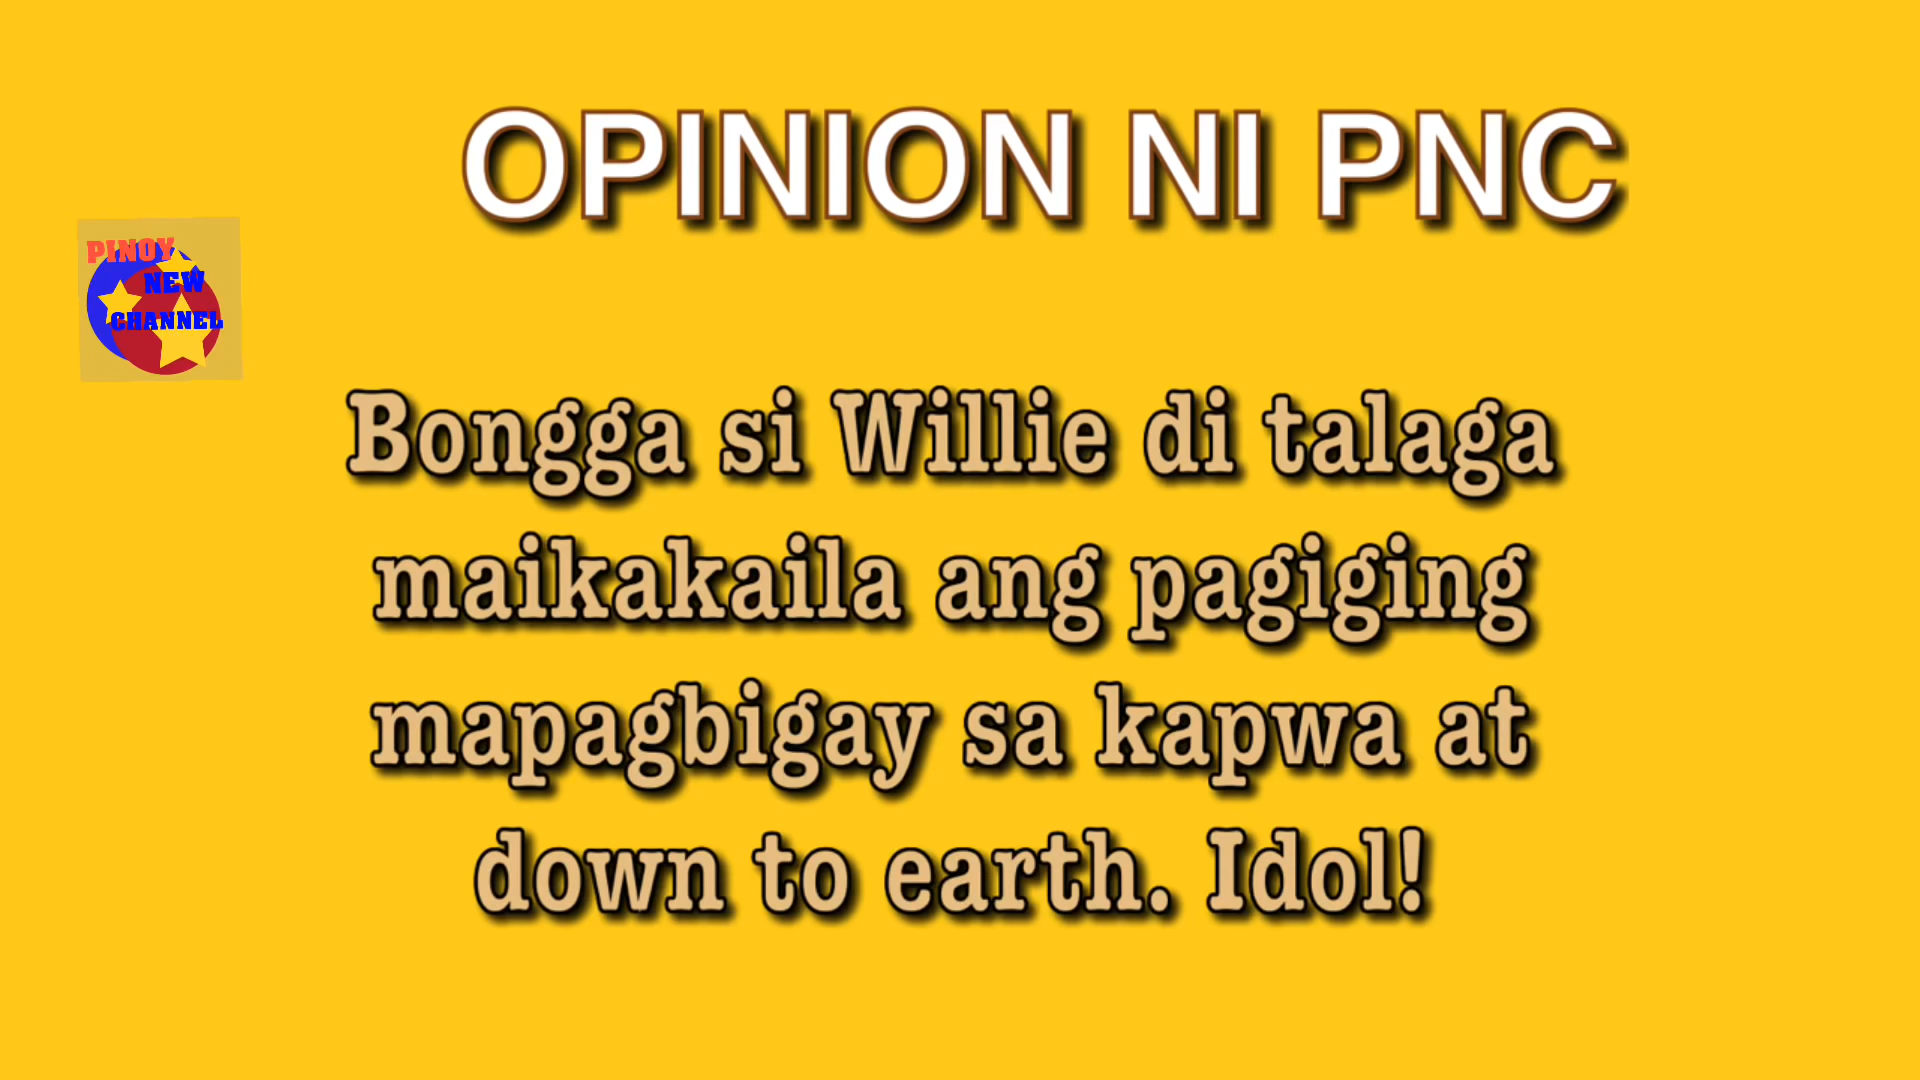 OPINION NI PNC
PINOY
NEW
CHANNEL
Bongga si Willie di talaga
maikakaila ang pagiging
mapagbigay sa kapwa at
down to earth. Idol!